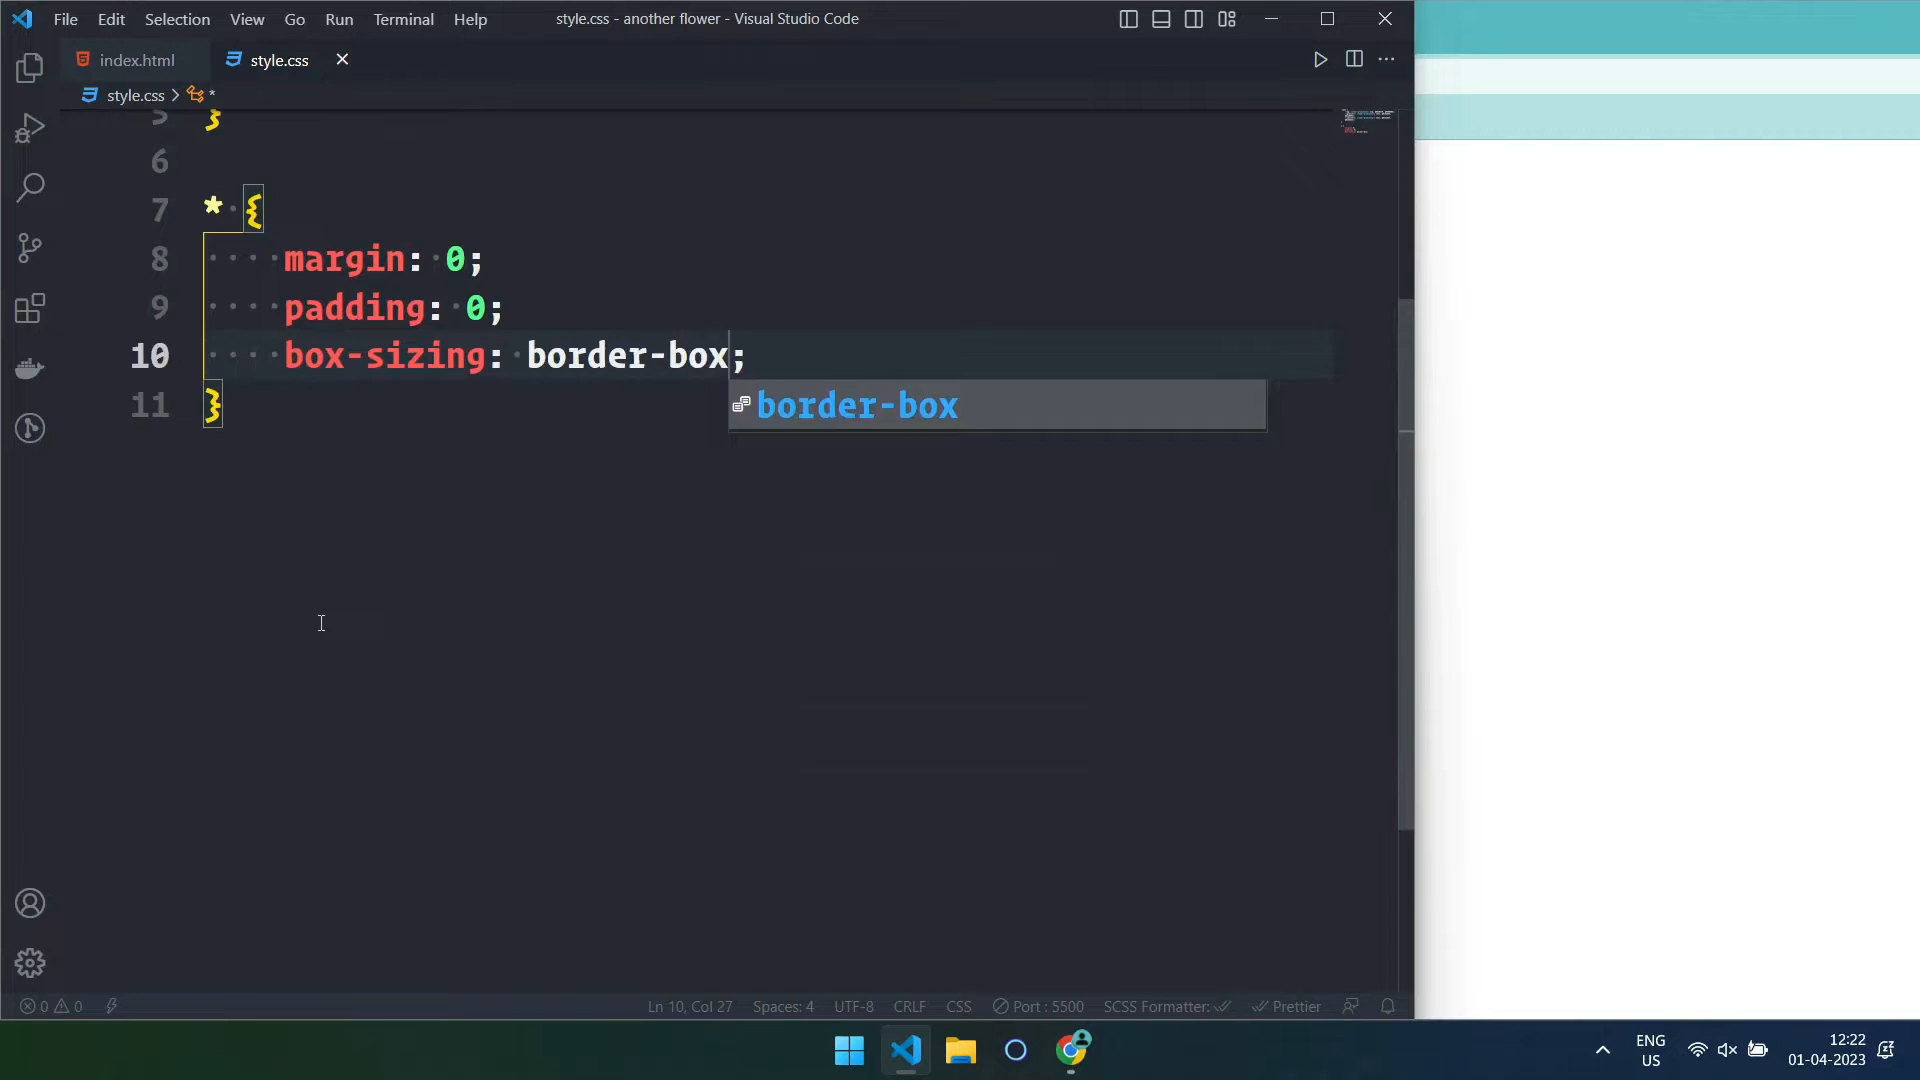 File Edit Selection View Go Run Terminal Help
style.css - another flower - Visual Studio Code
index.html
style.css
style.css > *
5 }
6
7 * {
8 margin: 0;
9 padding: 0;
10 box-sizing: border-box;
border-box
11 }
0 0
Ln 10, Col 27 Spaces: 4 UTF-8 CRLF CSS Port : 5500 SCSS Formatter: Prettier
ENG
US
12:22
01-04-2023